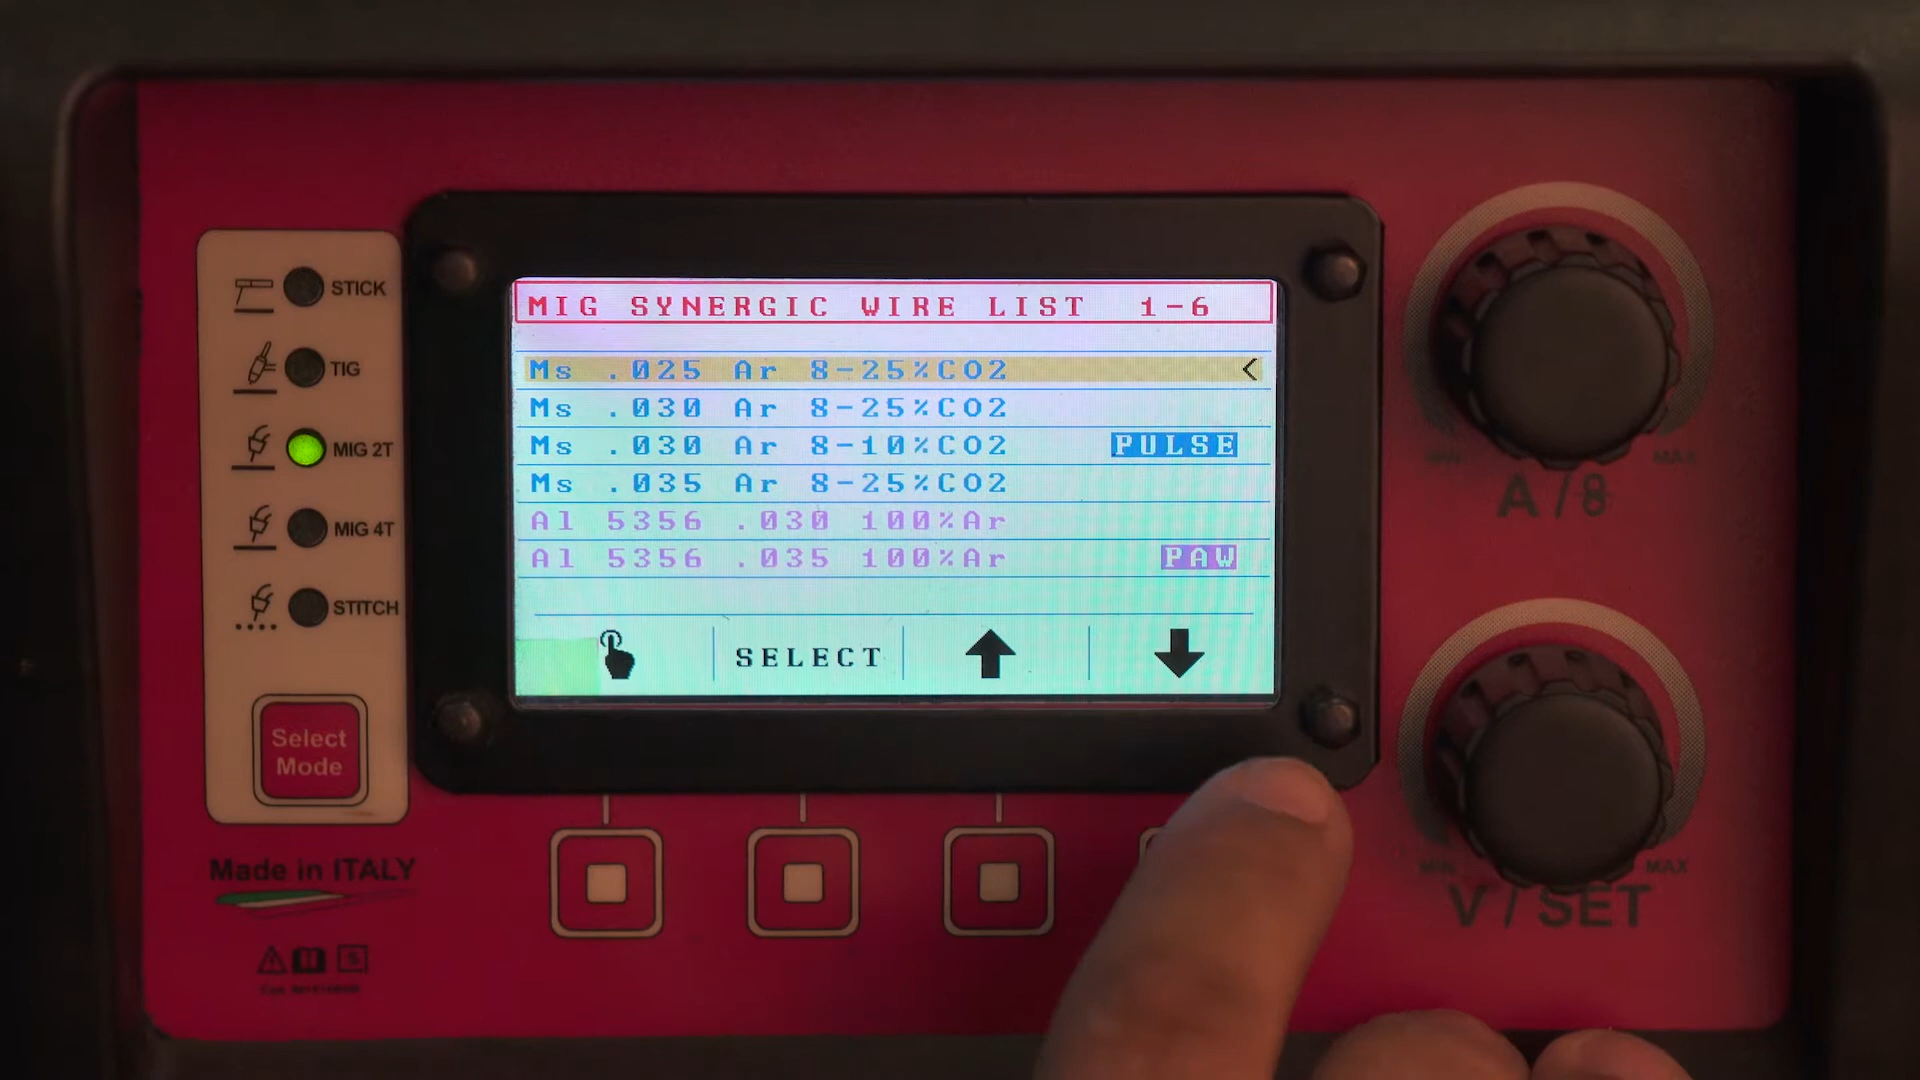 MIG SYNERGIC WIRE LIST 1-6
Ms .025 Ar 8-25%CO2 <
Ms .030 Ar 8-25%CO2
Ms .030 Ar 8-10%CO2 PULSE
Ms .035 Ar 8-25%CO2
Al 5356 .030 100%Ar
Al 5356 .035 100%Ar PAW
SELECT
STICK
TIG
MIG 2T
MIG 4T
STITCH
Select
Mode
Made in ITALY
MIN MAX
A/8
MIN MAX
V / SET